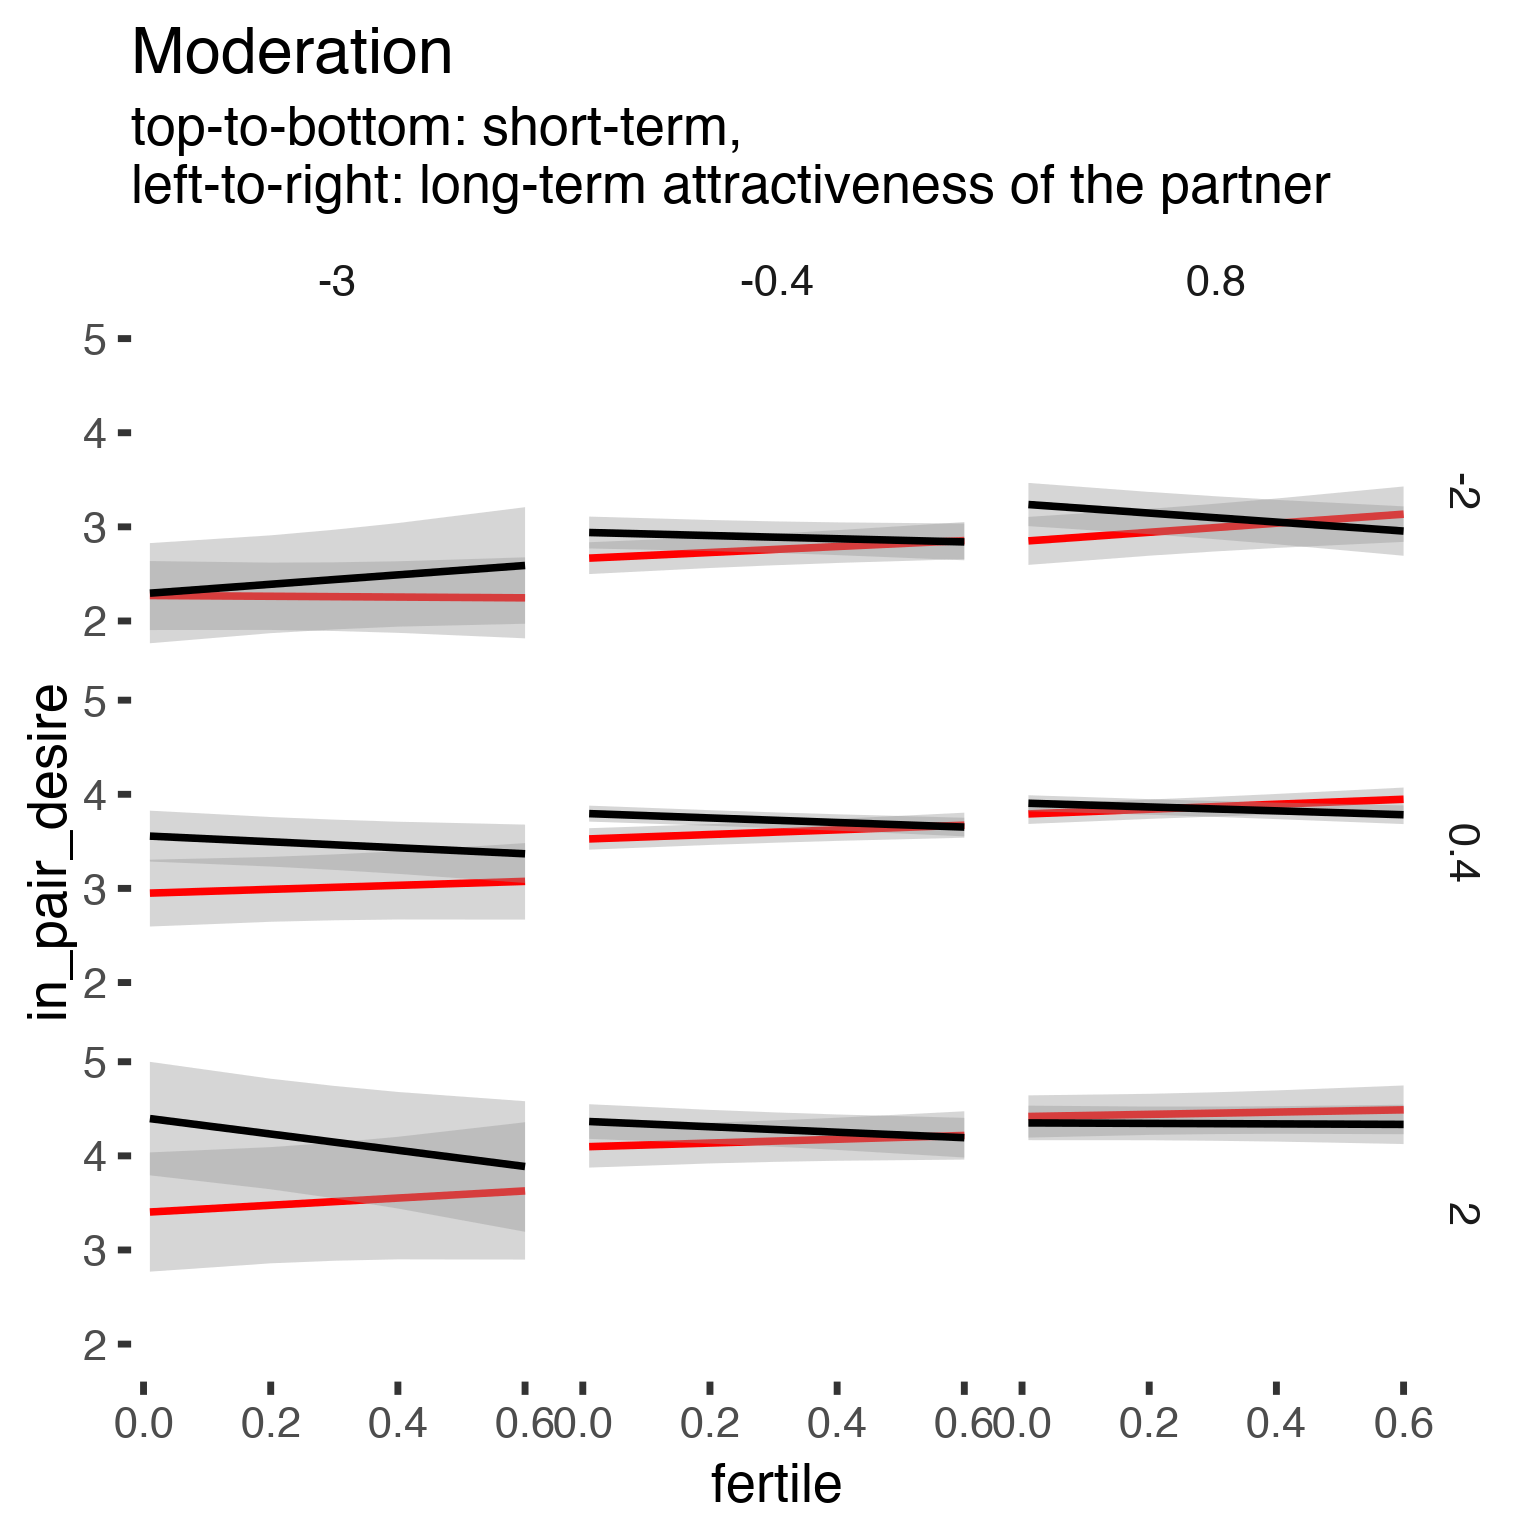 Moderation
top-to-bottom: short-term,
left-to-right: long-term attractiveness of the partner
-3 -0.4 0.8
5
4
3
2
-2
in_pair_desire
5
4
3
2
0.4
5
4
3
2
2
0.0 0.2 0.4 0.6 0.0 0.2 0.4 0.6 0.0 0.2 0.4 0.6
fertile